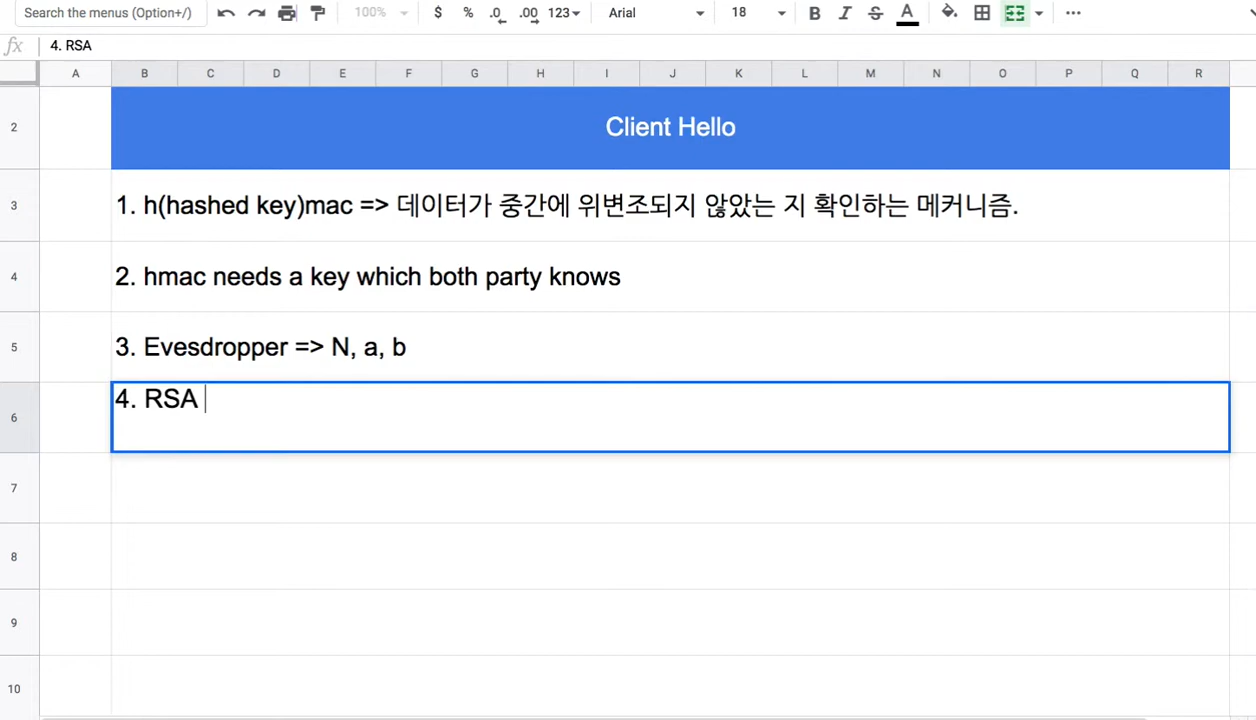 Search the menus (Option+/) 100% $ % .0 .00 123 Arial 18 B I S A
fx 4. RSA
A B C D E F G H I J K L M N O P Q R
2 Client Hello
3 1. h(hashed key)mac => 데이터가 중간에 위변조되지 않았는 지 확인하는 메커니즘.
4 2. hmac needs a key which both party knows
5 3. Evesdropper => N, a, b
6 4. RSA
7
8
9
10